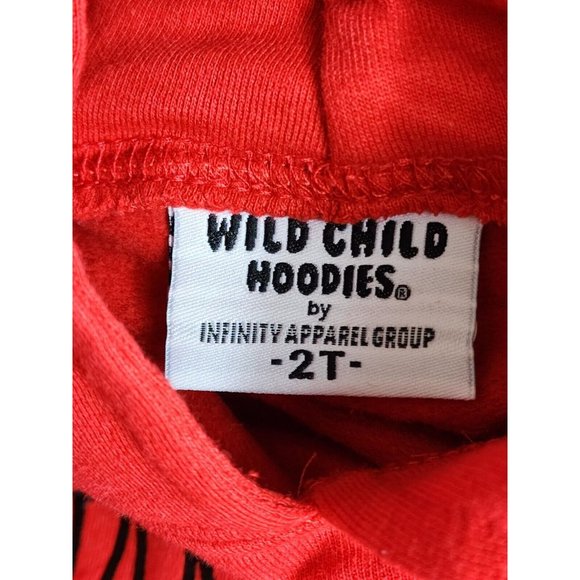 WILD CHILD
HOODIES®
by
INFINITY APPAREL GROUP
-2T-